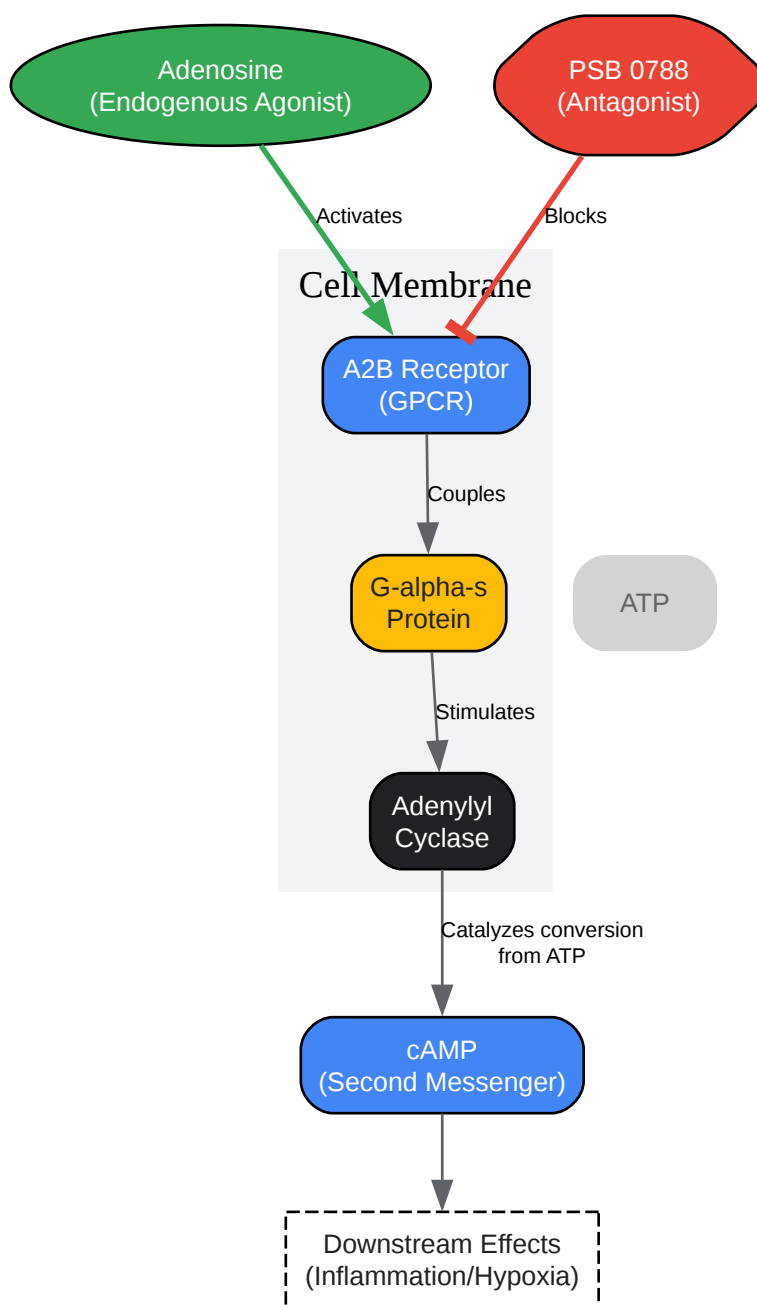 Adenosine
(Endogenous Agonist)
PSB 0788
(Antagonist)
Activates
Blocks
Cell Membrane
A2B Receptor
(GPCR)
Couples
G-alpha-s
Protein
ATP
Stimulates
Adenylyl
Cyclase
Catalyzes conversion
from ATP
cAMP
(Second Messenger)
Downstream Effects
(Inflammation/Hypoxia)